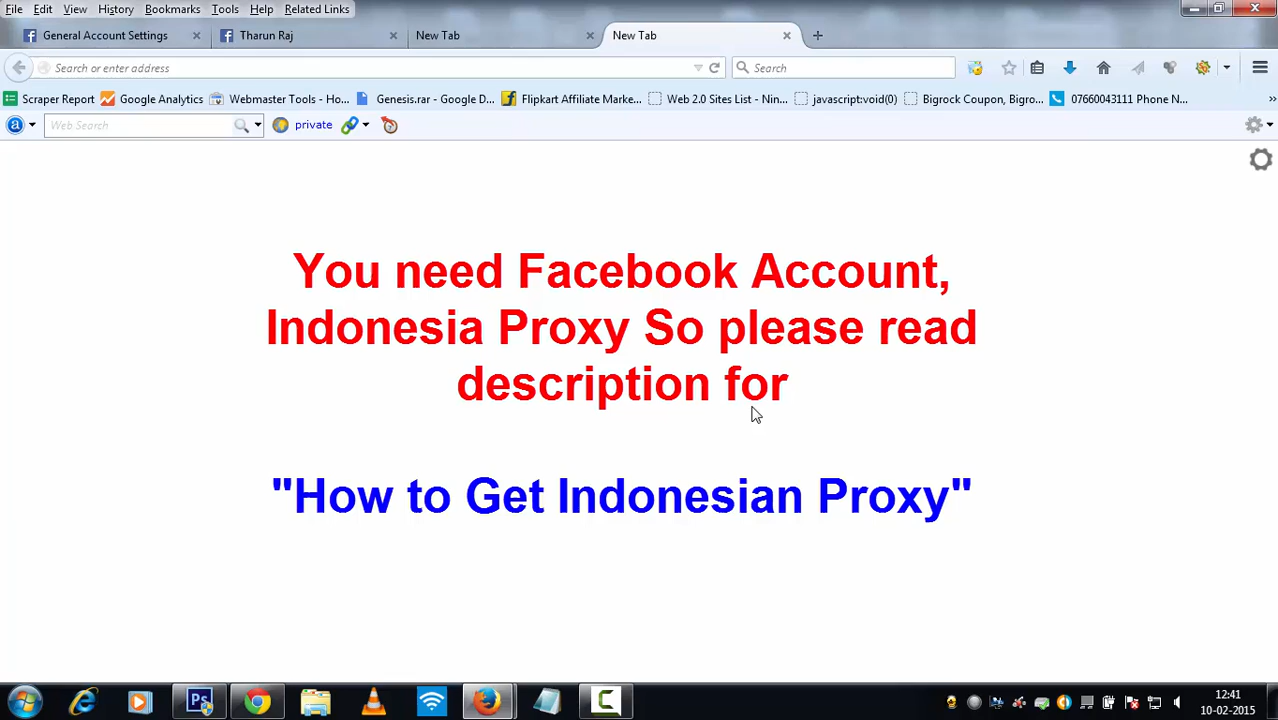 File Edit View History Bookmarks Tools Help Related Links
General Account Settings Tharun Raj New Tab New Tab
Search or enter address Search
Scraper Report Google Analytics Webmaster Tools - Ho... Genesis.rar - Google D... Flipkart Affiliate Marke... Web 2.0 Sites List - Nin... javascript:void(0) Bigrock Coupon, Bigro... 07660043111 Phone N...
Web Search private
You need Facebook Account,
Indonesia Proxy So please read
description for
"How to Get Indonesian Proxy"
12:41
10-02-2015